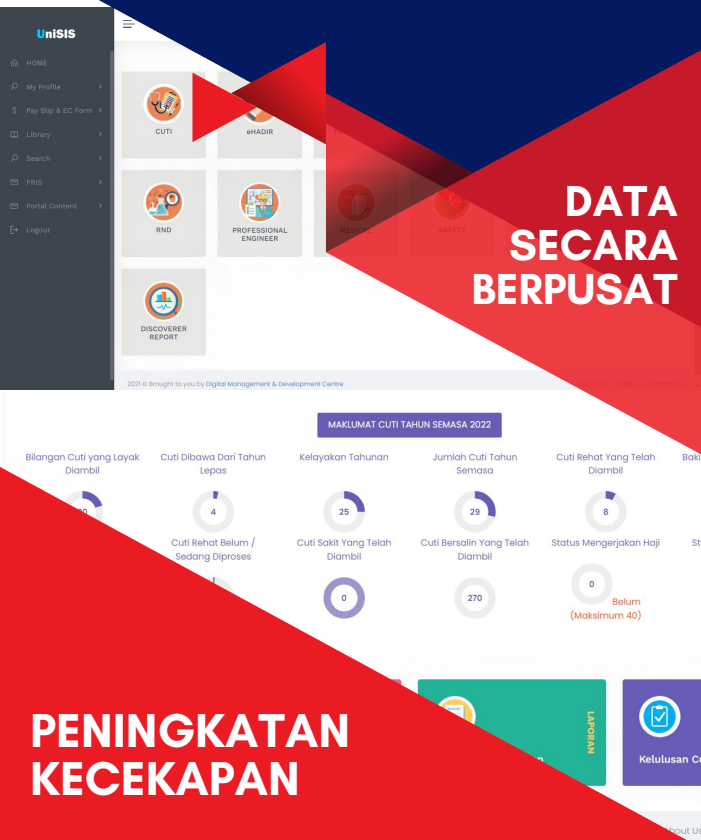 UniSIS
HOME
My Profile
$ Pay Slip & EC Form
Library
Search
FRIS
Portal Content
Logout
CUTI
eHADIR
RND
PROFESSIONAL
ENGINEER
MEDICAL
SAFETY
DISCOVERER
REPORT
2021 © Brought to you by Digital Management & Development Centre
DATA
SECARA
BERPUSAT
MAKLUMAT CUTI TAHUN SEMASA 2022
Bilangan Cuti yang Layak
Diambil
Cuti Dibawa Dari Tahun
Lepas
4
Kelayakan Tahunan
25
Jumlah Cuti Tahun
Semasa
29
Cuti Rehat Yang Telah
Diambil
8
Cuti Rehat Belum /
Sedang Diproses
Cuti Sakit Yang Telah
Diambil
0
Cuti Bersalin Yang Telah
Diambil
270
Status Mengerjakan Haji
0
Belum
(Maksimum 40)
LAPORAN
Kelulusan
PENINGKATAN
KECEKAPAN